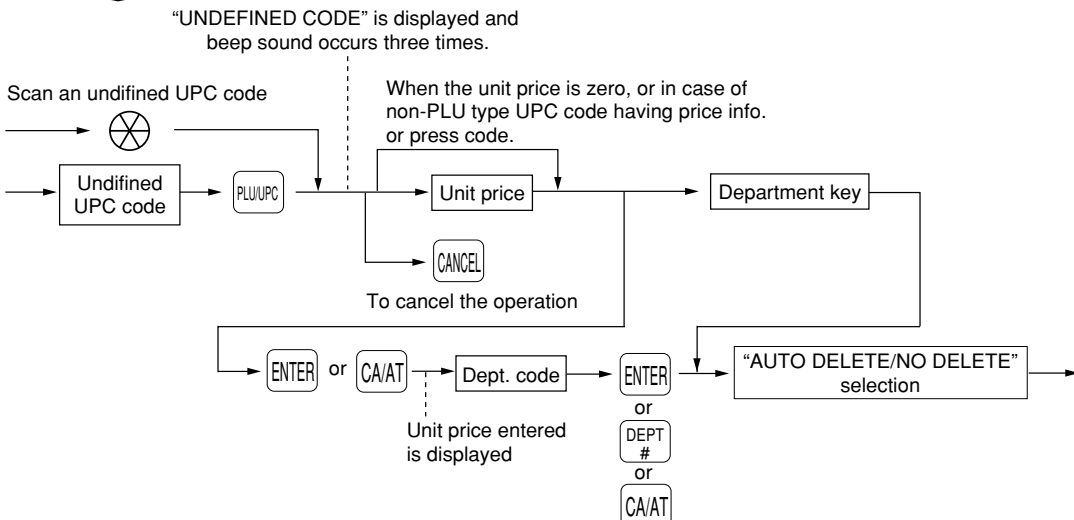 “UNDEFINED CODE” is displayed and
beep sound occurs three times.
Scan an undifined UPC code
When the unit price is zero, or in case of
non-PLU type UPC code having price info.
or press code.
Undifined
UPC code
PLU/UPC
Unit price
Department key
CANCEL
To cancel the operation
ENTER or CA/AT
Dept. code
ENTER
“AUTO DELETE/NO DELETE”
selection
Unit price entered
is displayed
or
DEPT
#
or
CA/AT